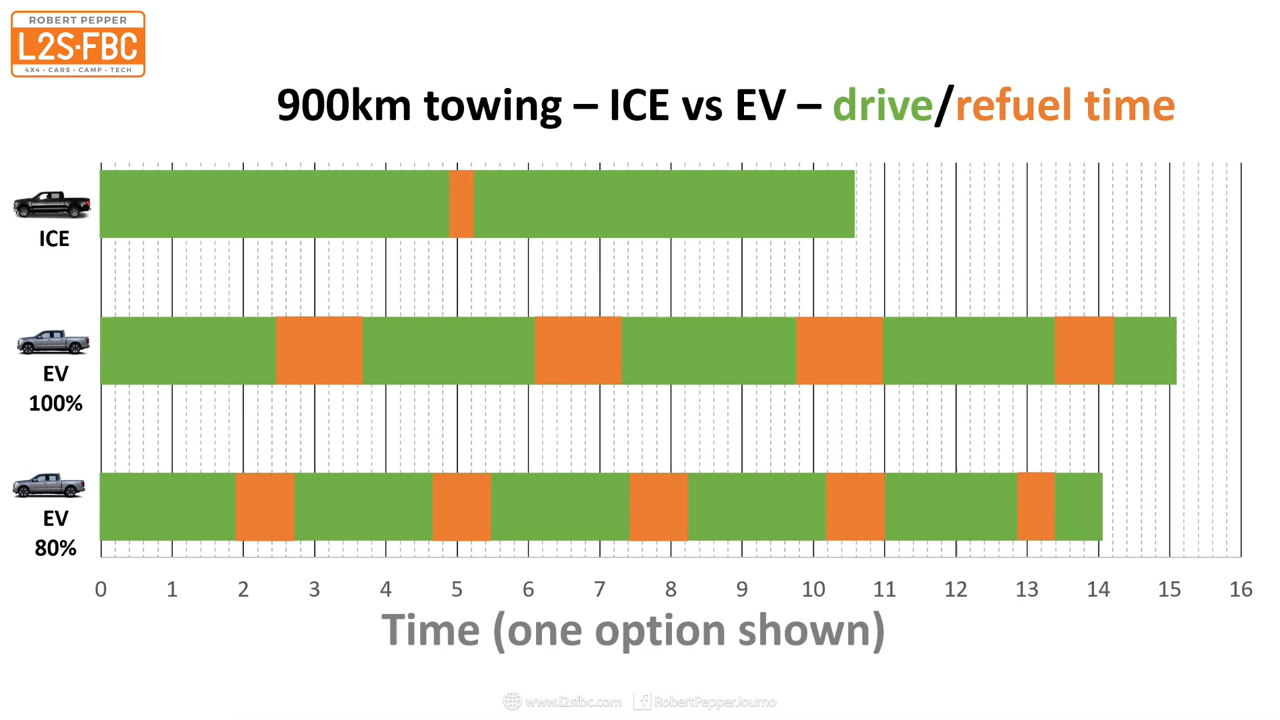 ROBERT PEPPER
L2S·FBC
4X4 • CARS • CAMP • TECH
900km towing – ICE vs EV – drive/refuel time
ICE
EV
100%
EV
80%
0 1 2 3 4 5 6 7 8 9 10 11 12 13 14 15 16
Time (one option shown)
www.l2sfbc.com RobertPepperJourno